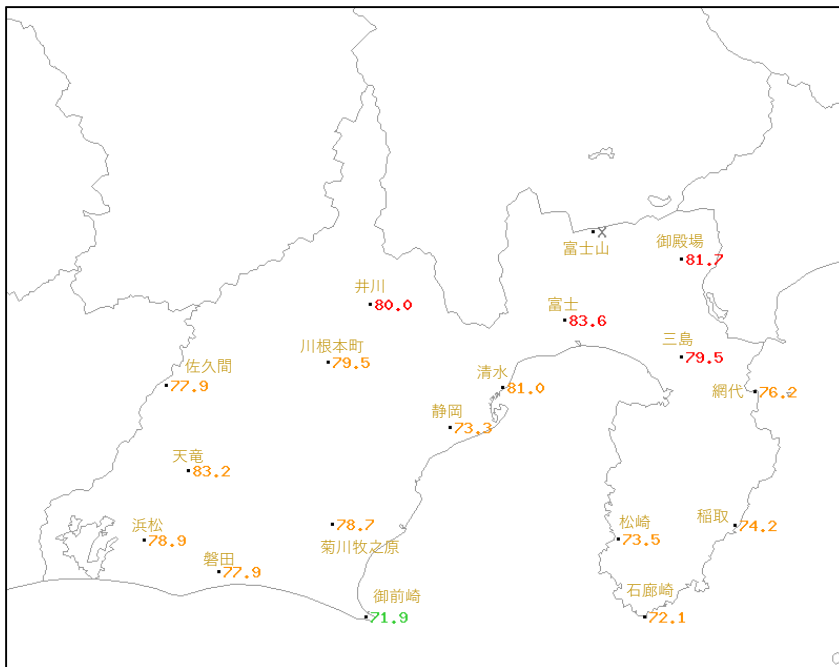 富士山
×
御殿場
81.7
井川
80.0
富士
83.6
川根本町
79.5
三島
79.5
佐久間
77.9
清水
81.0
網代
76.2
静岡
73.3
天竜
83.2
浜松
78.9
78.7
菊川牧之原
松崎
73.5
稲取
74.2
磐田
77.9
御前崎
71.9
石廊崎
72.1